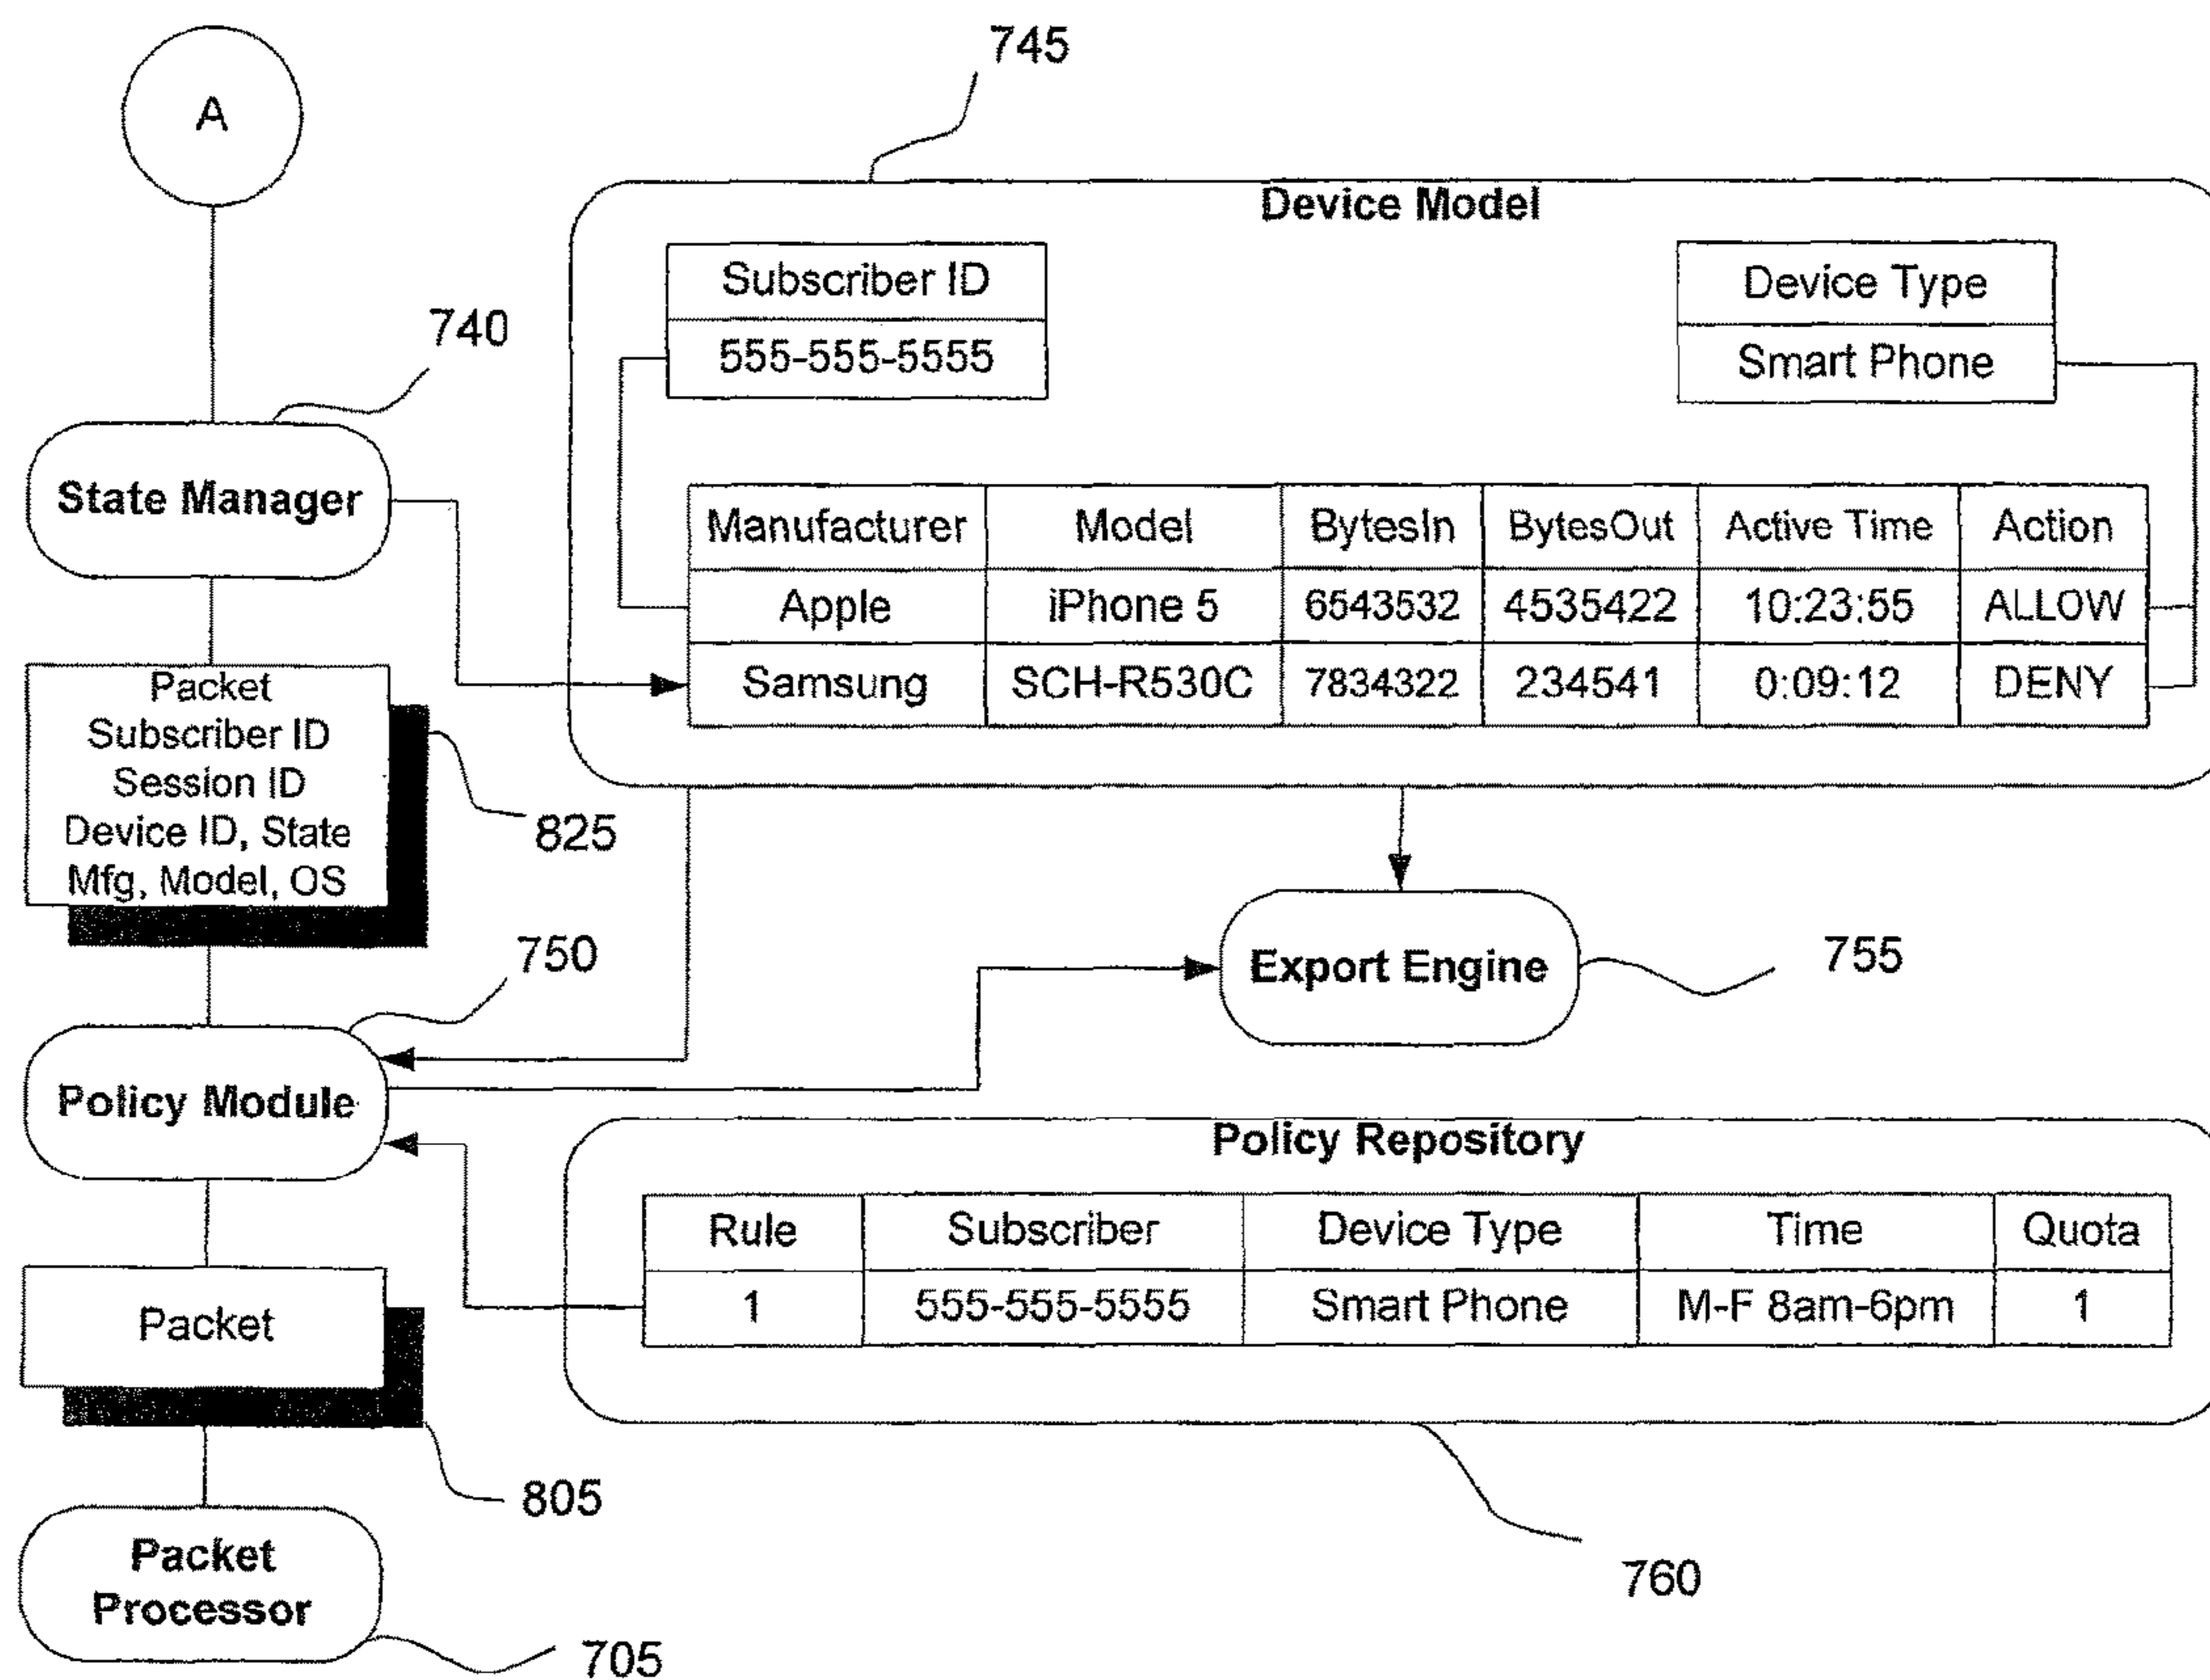 745
A
Device Model
Subscriber ID
Device Type
555-555-5555
Smart Phone
740
State Manager
Manufacturer Model BytesIn BytesOut Active Time Action
Apple iPhone 5 6543532 4535422 10:23:55 ALLOW
Samsung SCH-R530C 7834322 234541 0:09:12 DENY
Packet
Subscriber ID
Session ID
Device ID, State
Mfg, Model, OS
825
750
Export Engine
755
Policy Module
Policy Repository
Rule Subscriber Device Type Time Quota
1 555-555-5555 Smart Phone M-F 8am-6pm 1
Packet
805
760
Packet
Processor
705